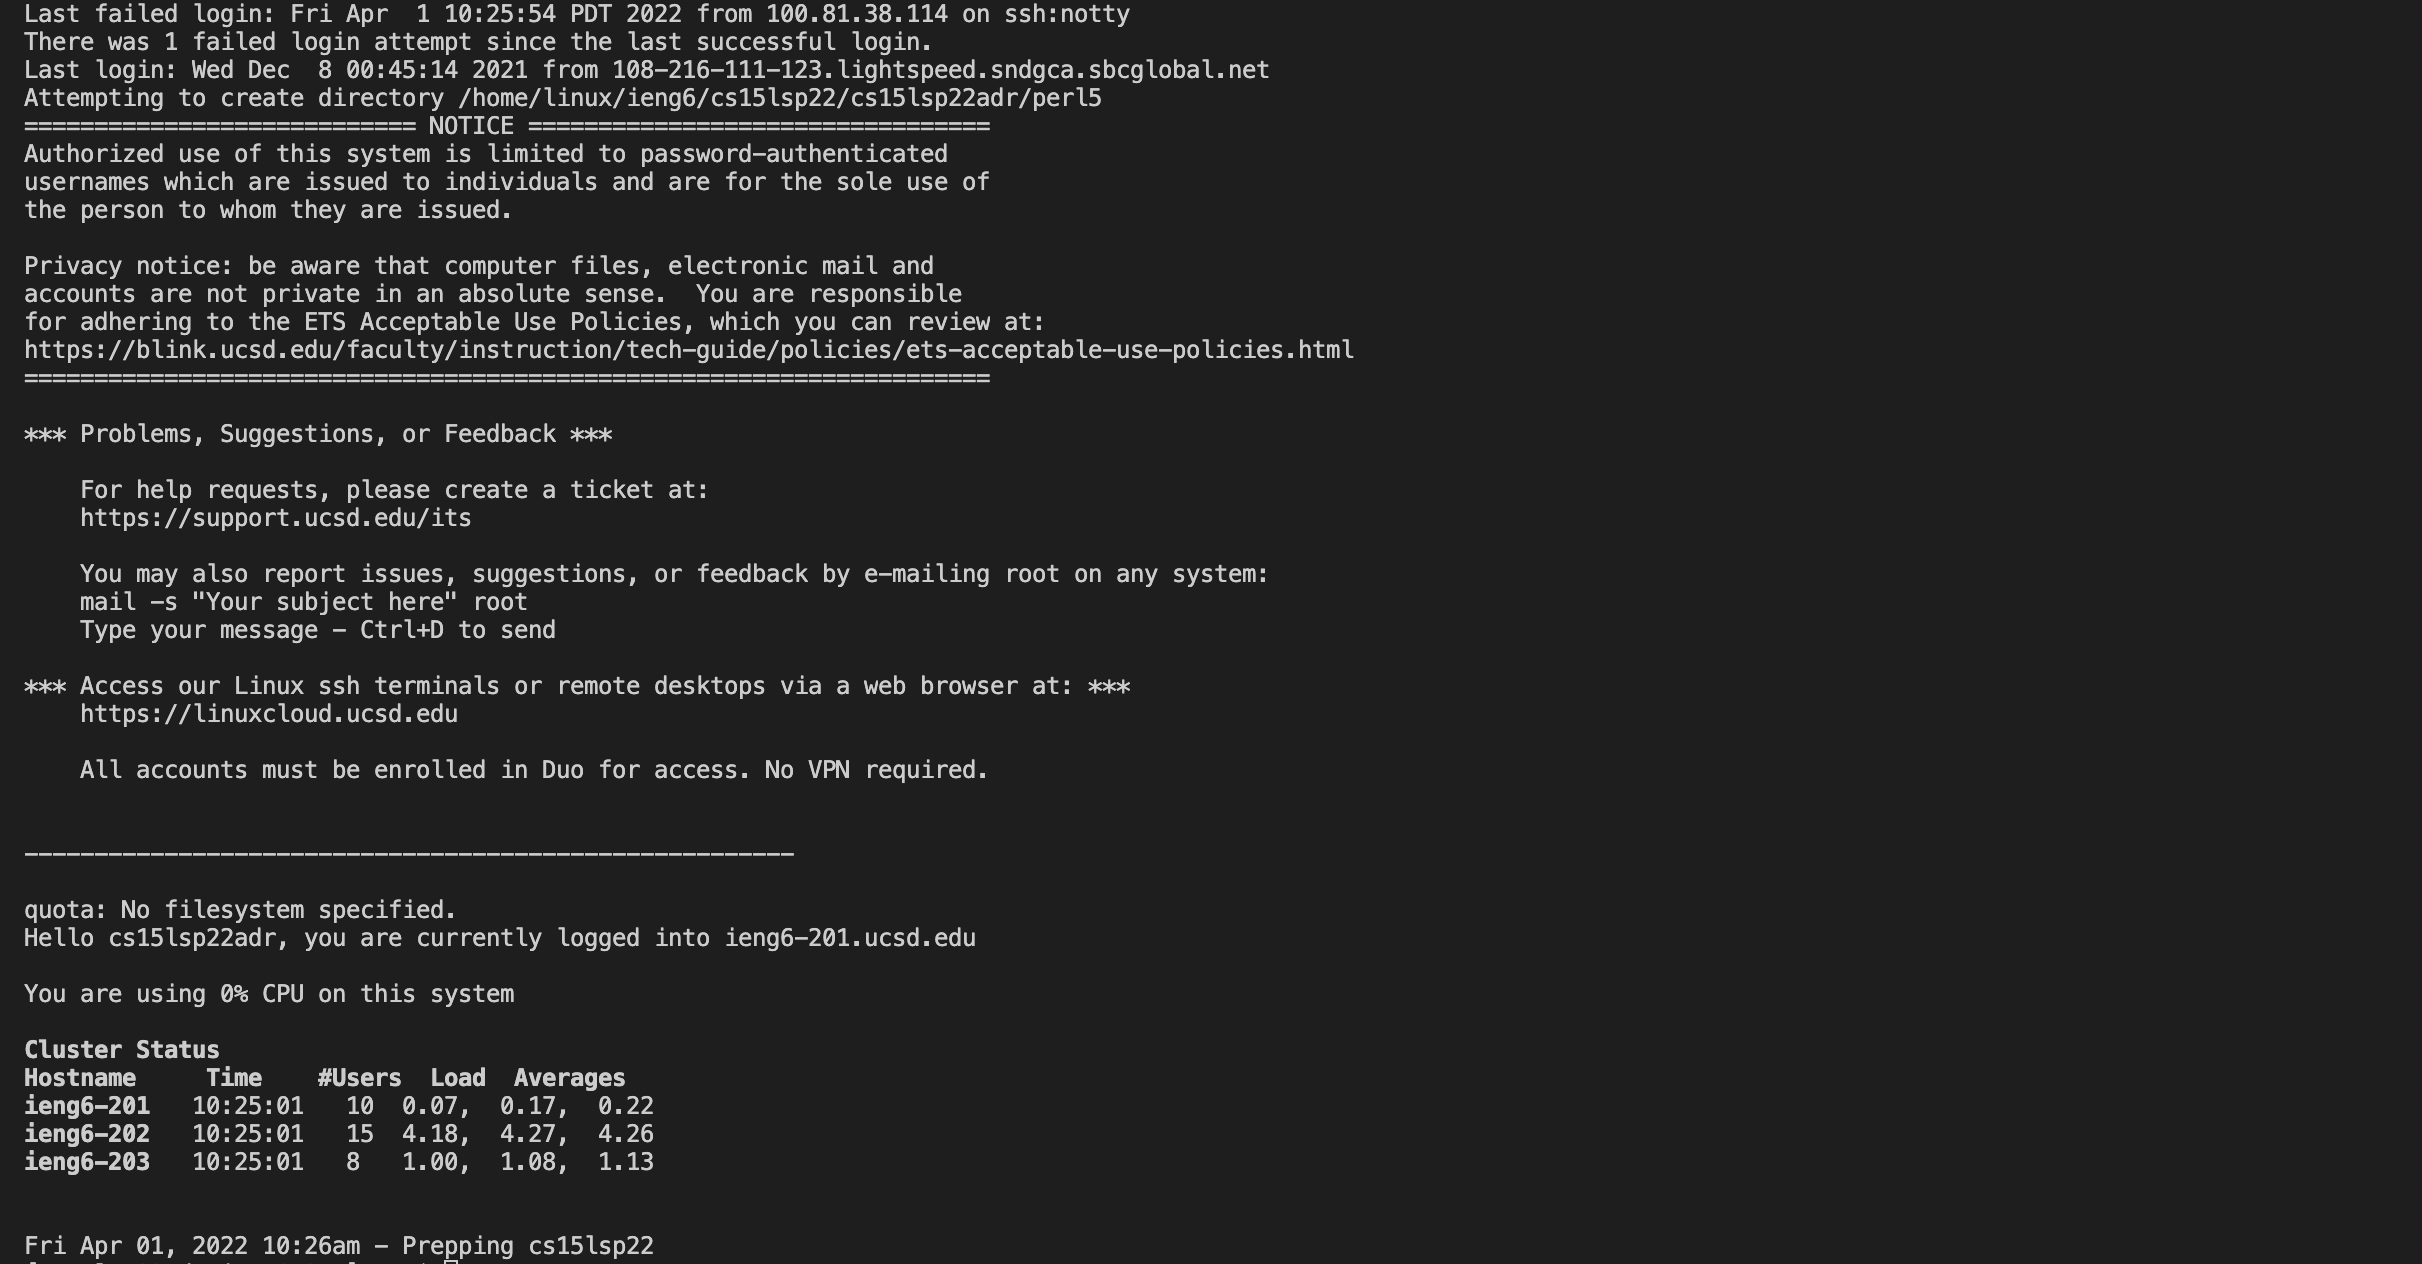 Last failed login: Fri Apr  1 10:25:54 PDT 2022 from 100.81.38.114 on ssh:notty
There was 1 failed login attempt since the last successful login.
Last login: Wed Dec  8 00:45:14 2021 from 108-216-111-123.lightspeed.sndgca.sbcglobal.net
Attempting to create directory /home/linux/ieng6/cs15lsp22/cs15lsp22adr/perl5
============================ NOTICE =================================
Authorized use of this system is limited to password-authenticated
usernames which are issued to individuals and are for the sole use of
the person to whom they are issued.

Privacy notice: be aware that computer files, electronic mail and
accounts are not private in an absolute sense.  You are responsible
for adhering to the ETS Acceptable Use Policies, which you can review at:
https://blink.ucsd.edu/faculty/instruction/tech-guide/policies/ets-acceptable-use-policies.html
=====================================================================

*** Problems, Suggestions, or Feedback ***

    For help requests, please create a ticket at:
    https://support.ucsd.edu/its

    You may also report issues, suggestions, or feedback by e-mailing root on any system:
    mail -s "Your subject here" root
    Type your message - Ctrl+D to send

*** Access our Linux ssh terminals or remote desktops via a web browser at: ***
    https://linuxcloud.ucsd.edu

    All accounts must be enrolled in Duo for access. No VPN required.

-------------------------------------------------------

quota: No filesystem specified.
Hello cs15lsp22adr, you are currently logged into ieng6-201.ucsd.edu

You are using 0% CPU on this system

Cluster Status
Hostname     Time    #Users  Load  Averages
ieng6-201   10:25:01   10  0.07,  0.17,  0.22
ieng6-202   10:25:01   15  4.18,  4.27,  4.26
ieng6-203   10:25:01   8   1.00,  1.08,  1.13

Fri Apr 01, 2022 10:26am - Prepping cs15lsp22